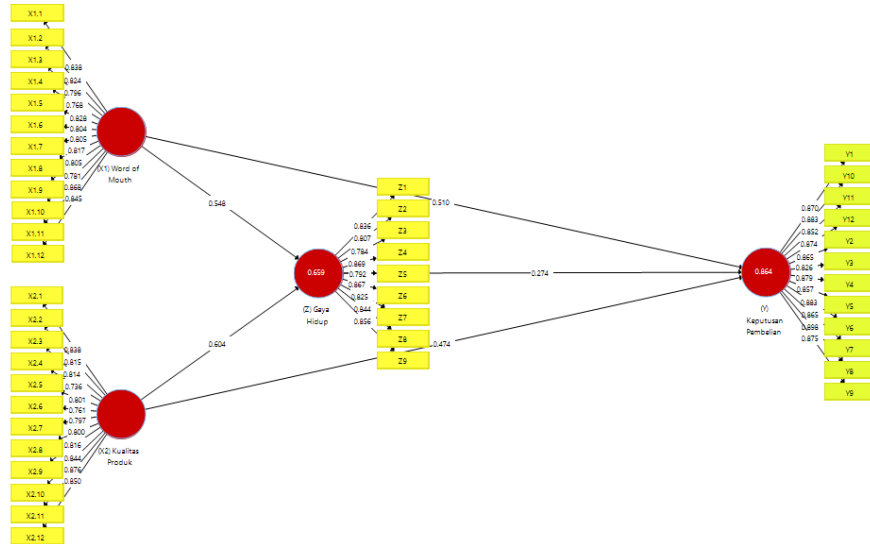 X1.1
X1.2
X1.3
X1.4
X1.5
X1.6
X1.7
X1.8
X1.9
X1.10
X1.11
X1.12
0.838
0.824
0.796
0.768
0.828
0.804
0.805
0.817
0.805
0.781
0.868
0.845
(X1) Word of
Mouth
0.548
0.510
X2.1
X2.2
X2.3
X2.4
X2.5
X2.6
X2.7
X2.8
X2.9
X2.10
X2.11
X2.12
0.838
0.815
0.814
0.736
0.801
0.761
0.797
0.800
0.816
0.844
0.876
0.850
(X2) Kualitas
Produk
0.604
0.474
0.659
(Z) Gaya
Hidup
0.836
0.807
0.784
0.869
0.792
0.867
0.825
0.844
0.856
Z1
Z2
Z3
Z4
Z5
Z6
Z7
Z8
Z9
0.274
0.864
(Y)
Keputusan
Pembelian
0.870
0.883
0.852
0.874
0.865
0.826
0.879
0.857
0.883
0.865
0.898
0.875
Y1
Y10
Y11
Y12
Y2
Y3
Y4
Y5
Y6
Y7
Y8
Y9